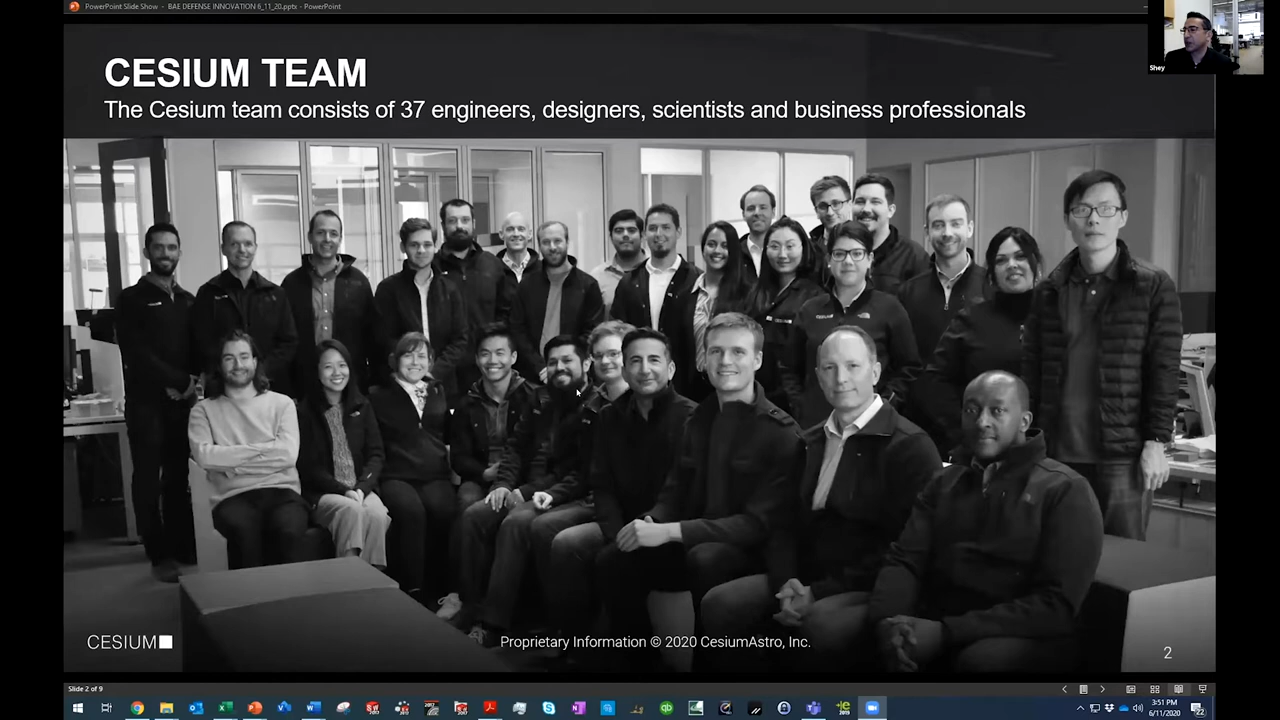 PowerPoint Slide Show - BAE DEFENSE INNOVATION 6_11_20.pptx - PowerPoint
Shey
CESIUM TEAM
The Cesium team consists of 37 engineers, designers, scientists and business professionals
CESIUM
Proprietary Information © 2020 CesiumAstro, Inc.
2
Slide 2 of 9
3:51 PM
6/11/2020
22